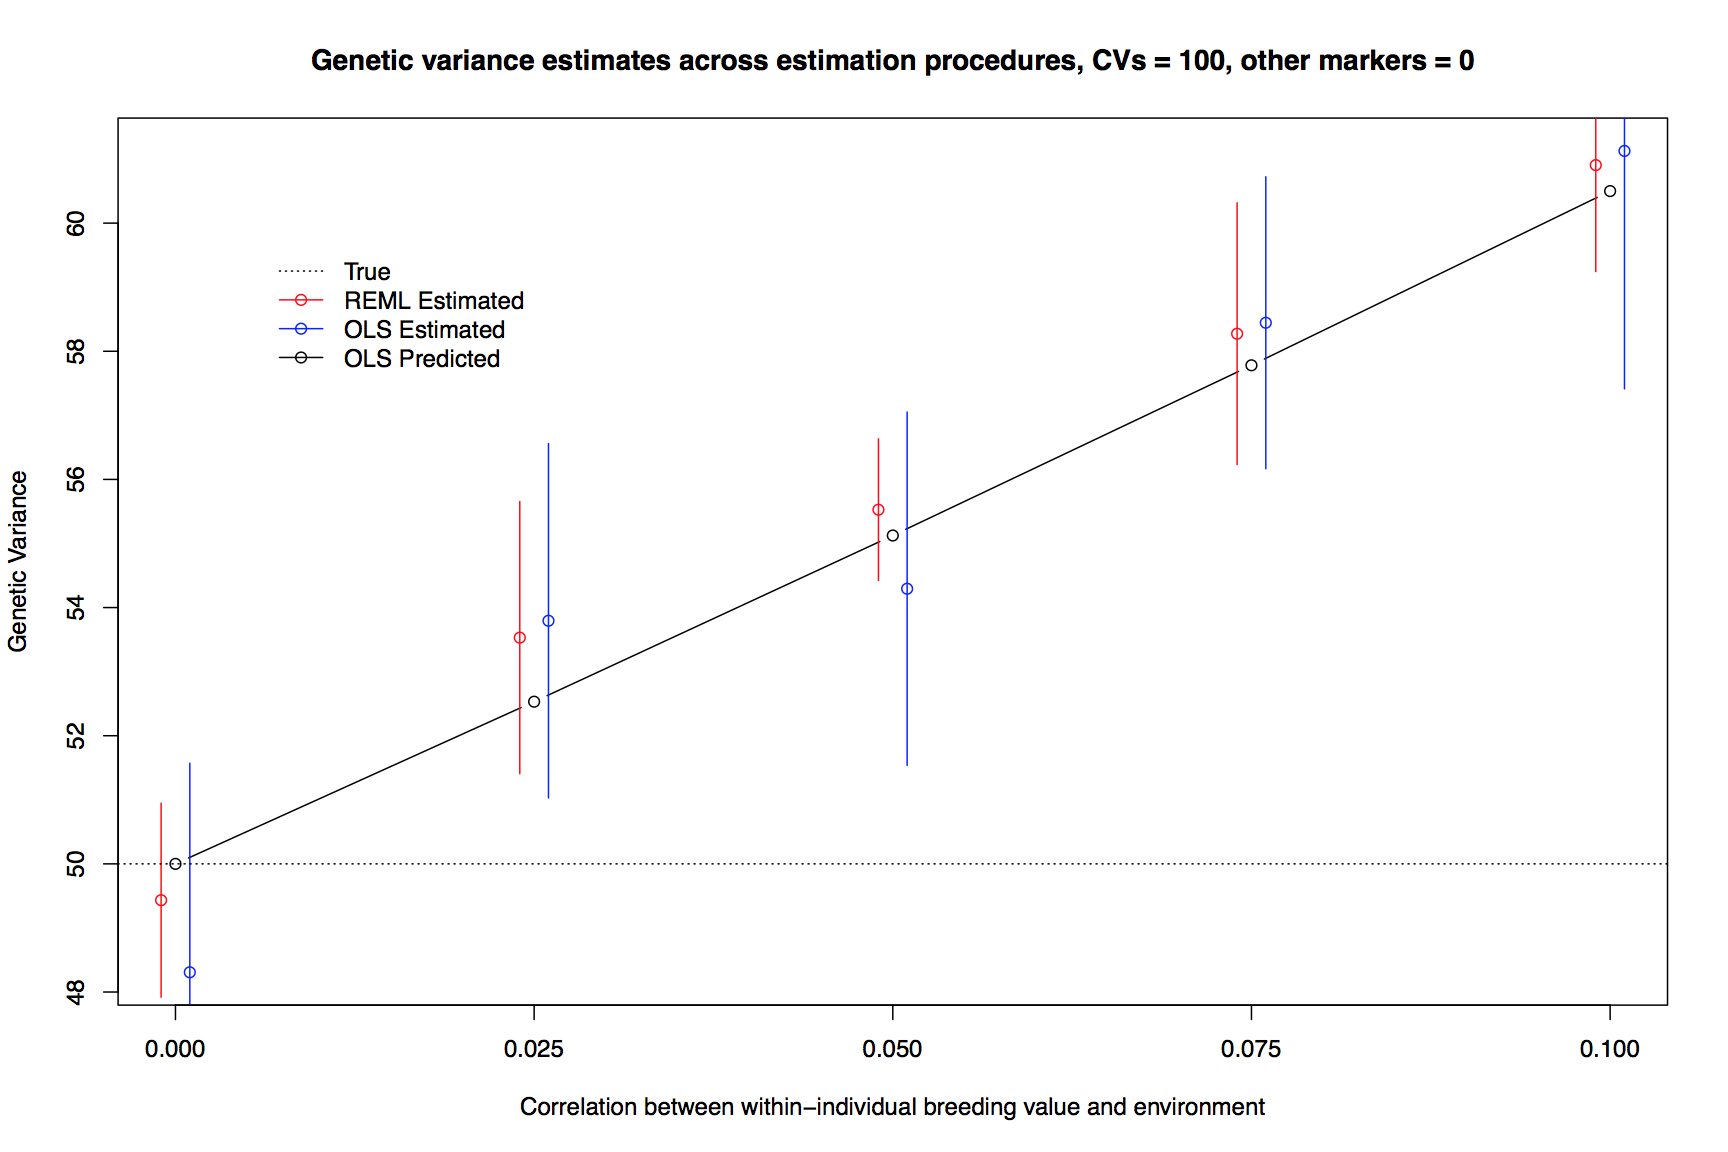 Genetic variance estimates across estimation procedures, CVs = 100, other markers = 0
True
REML Estimated
OLS Estimated
OLS Predicted
Genetic Variance
60
58
56
54
52
50
48
0.000 0.025 0.050 0.075 0.100
Correlation between within−individual breeding value and environment